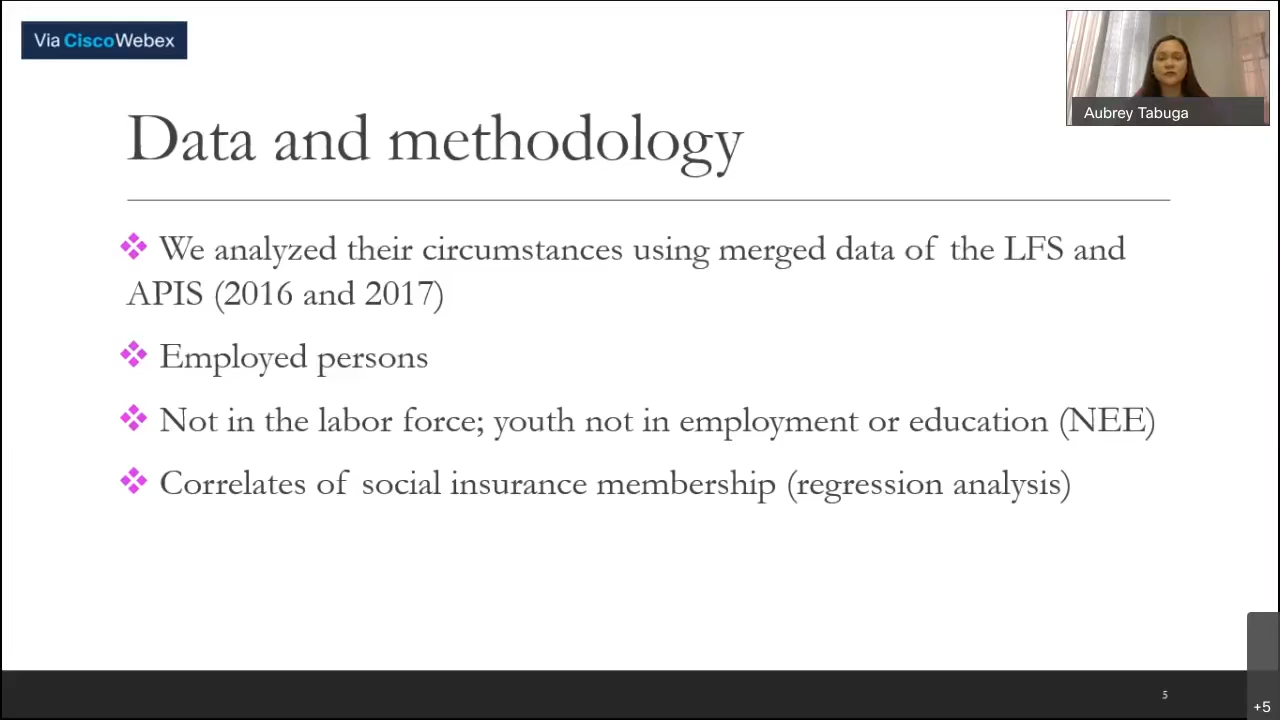 Via CiscoWebex
Aubrey Tabuga
Data and methodology
❖ We analyzed their circumstances using merged data of the LFS and
APIS (2016 and 2017)
❖ Employed persons
❖ Not in the labor force; youth not in employment or education (NEE)
❖ Correlates of social insurance membership (regression analysis)
5
+5